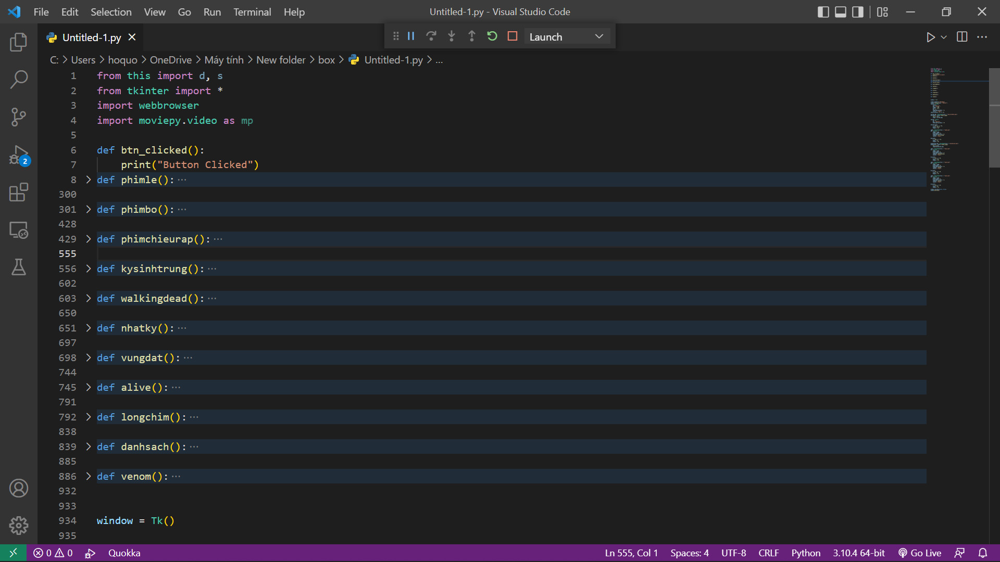 File Edit Selection View Go Run Terminal Help Untitled-1.py - Visual Studio Code
Untitled-1.py Launch
C: > Users > hoquo > OneDrive > Máy tính > New folder > box > Untitled-1.py > ...
1 from this import d, s
2 from tkinter import *
3 import webbrowser
4 import moviepy.video as mp
5
6 def btn_clicked():
7 print("Button Clicked")
8 > def phimle(): ···
300
301 > def phimbo(): ···
428
429 > def phimchieurap(): ···
555
556 > def kysinhtrung(): ···
602
603 > def walkingdead(): ···
650
651 > def nhatky(): ···
697
698 > def vungdat(): ···
744
745 > def alive(): ···
791
792 > def longchim(): ···
838
839 > def danhsach(): ···
885
886 > def venom(): ···
932
933
934 window = Tk()
935
2
0 0 Quokka Ln 555, Col 1 Spaces: 4 UTF-8 CRLF Python 3.10.4 64-bit Go Live